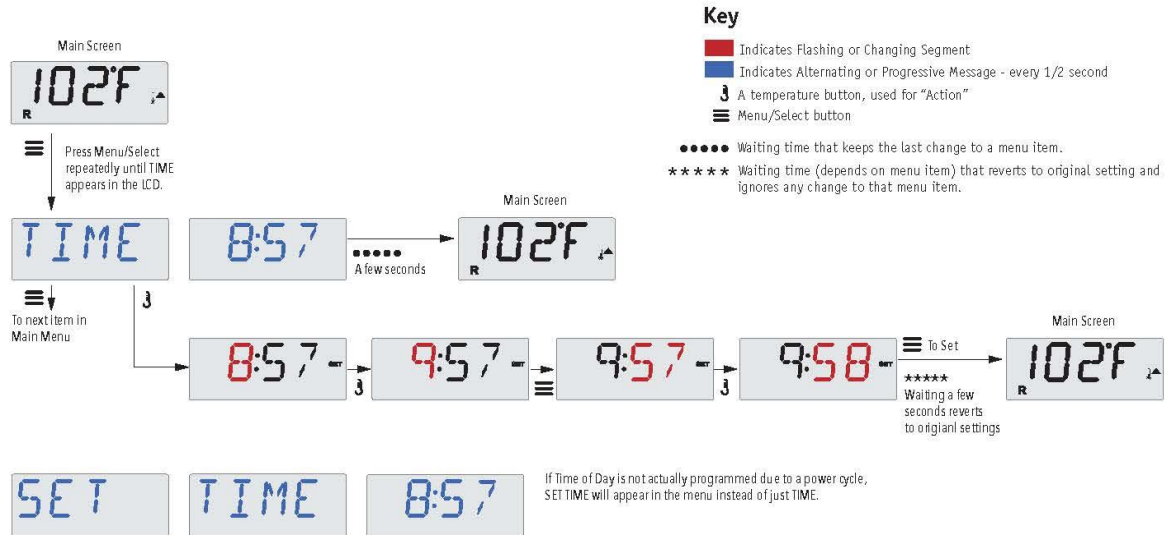 Key
Indicates Flashing or Changing Segment
Indicates Alternating or Progressive Message - every 1/2 second
A temperature button, used for "Action"
Menu/Select button
Waiting time that keeps the last change to a menu item.
***** Waiting time (depends on menu item) that reverts to original setting and
ignores any change to that menu item.
Main Screen
102°F
R
Press Menu/Select
repeatedly until TIME
appears in the LCD.
TIME
8:57
A few seconds
Main Screen
102°F
R
To next item in
Main Menu
8:57 SET
9:57 SET
9:57 SET
9:58 SET
To Set
*****
Waiting a few
seconds reverts
to origianl settings
Main Screen
102°F
R
SET
TIME
8:57
If Time of Day is not actually programmed due to a power cycle,
SET TIME will appear in the menu instead of just TIME.